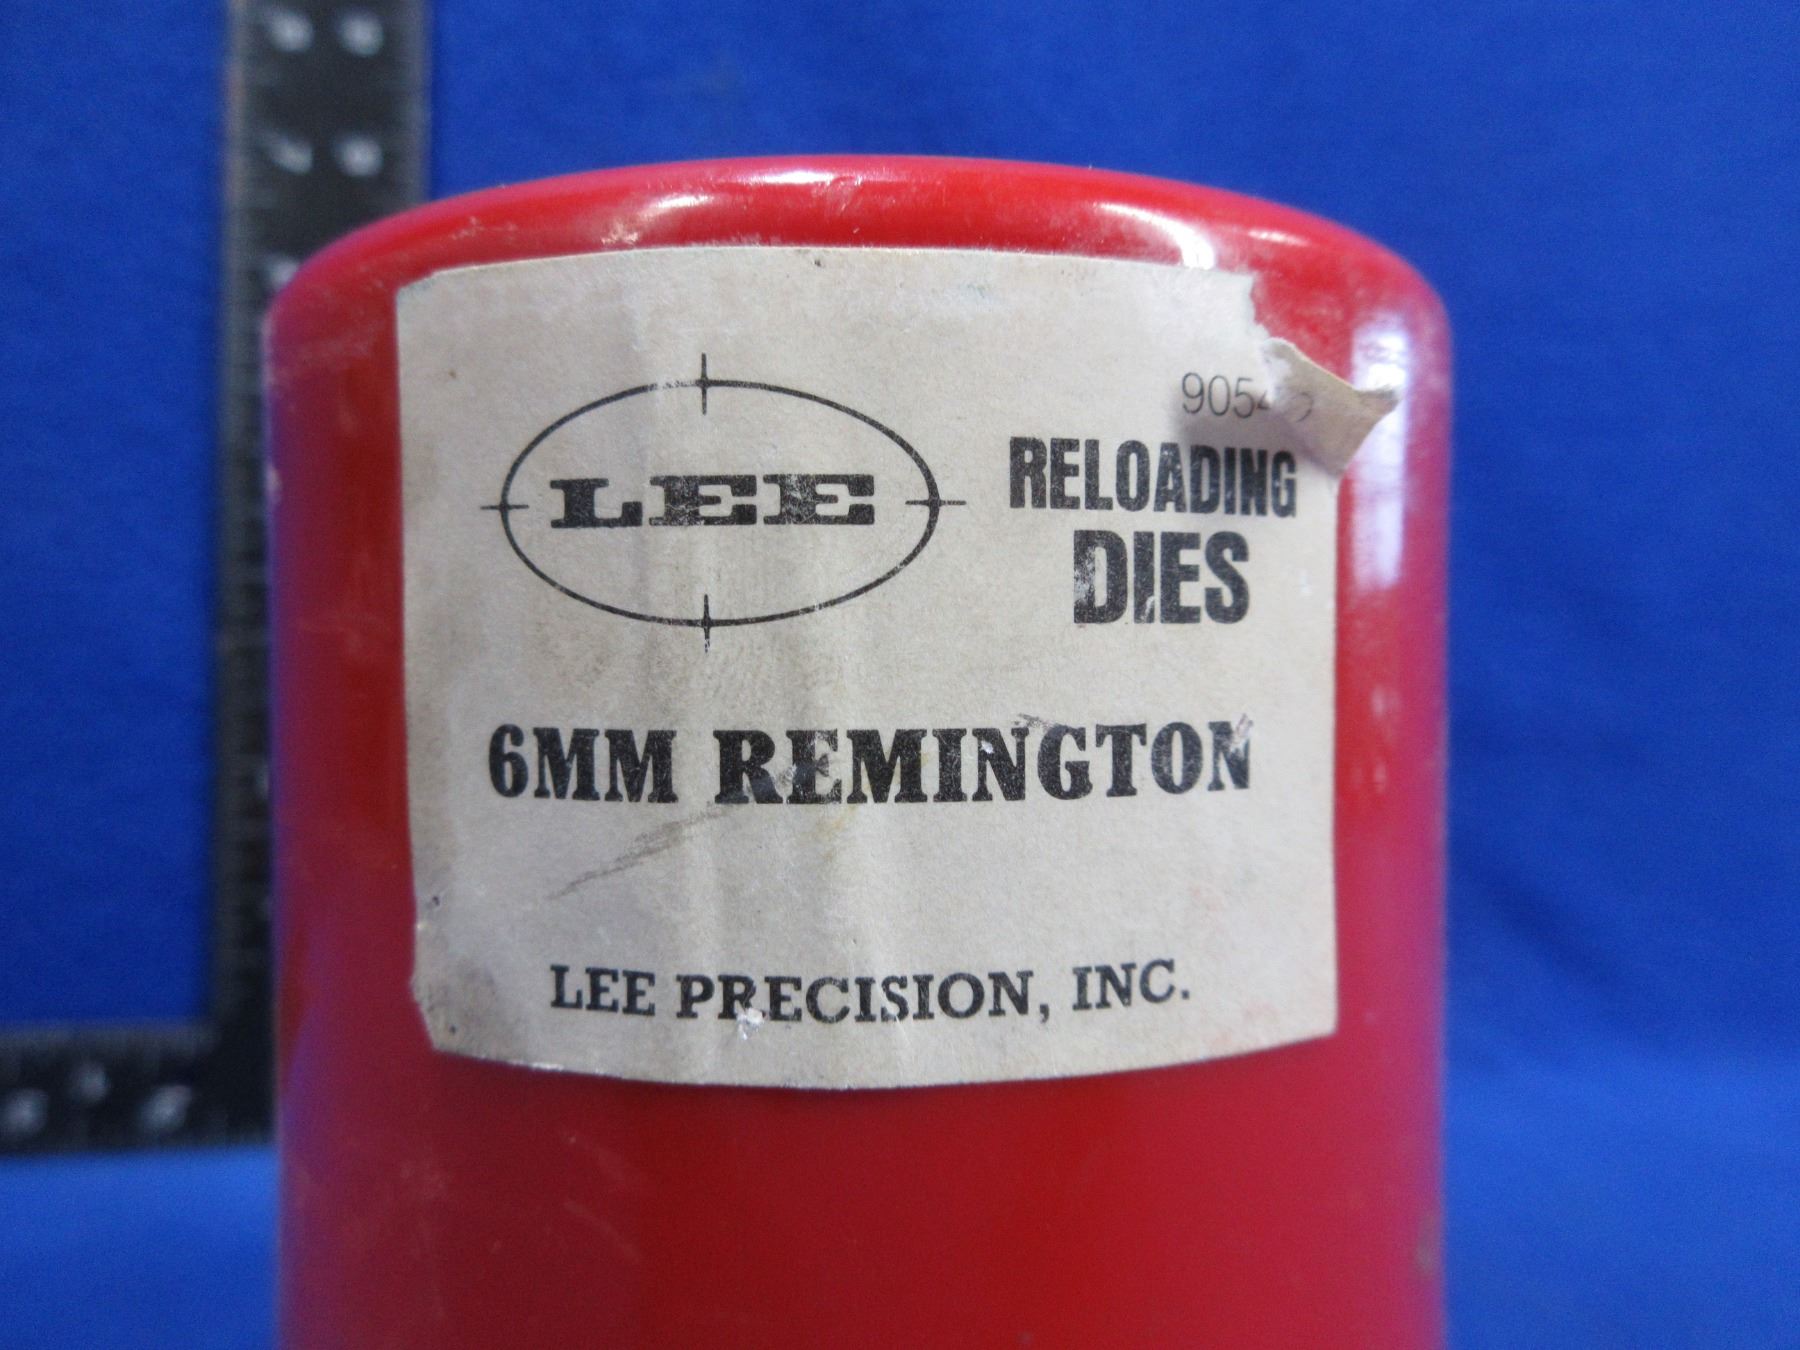 LEE
RELOADING
DIES
6MM REMINGTON
LEE PRECISION, INC.